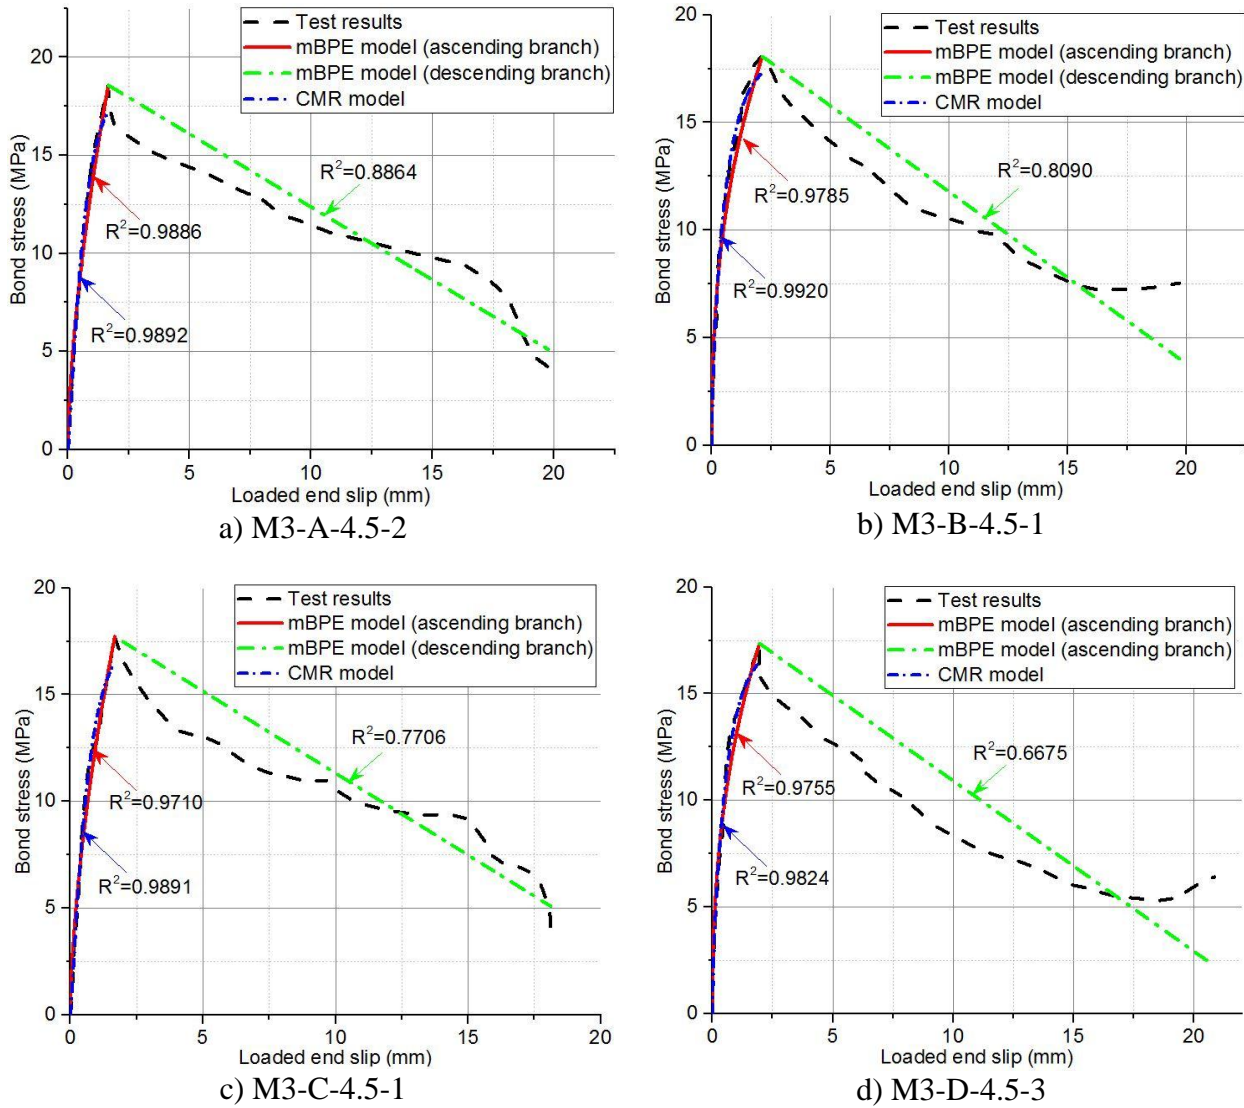 Test results
mBPE model (ascending branch)
mBPE model (descending branch)
CMR model
R²=0.8864
R²=0.9886
R²=0.9892
Bond stress (MPa)
20
15
10
5
0
0 5 10 15 20
Loaded end slip (mm)
a) M3-A-4.5-2
Test results
mBPE model (ascending branch)
mBPE model (descending branch)
CMR model
R²=0.9785
R²=0.8090
R²=0.9920
Bond stress (MPa)
20
15
10
5
0
0 5 10 15 20
Loaded end slip (mm)
b) M3-B-4.5-1
Test results
mBPE model (ascending branch)
mBPE model (descending branch)
CMR model
R²=0.7706
R²=0.9710
R²=0.9891
Bond stress (MPa)
20
15
10
5
0
0 5 10 15 20
Loaded end slip (mm)
c) M3-C-4.5-1
Test results
mBPE model (ascending branch)
mBPE model (ascending branch)
CMR model
R²=0.6675
R²=0.9755
R²=0.9824
Bond stress (MPa)
20
15
10
5
0
0 5 10 15 20
Loaded end slip (mm)
d) M3-D-4.5-3